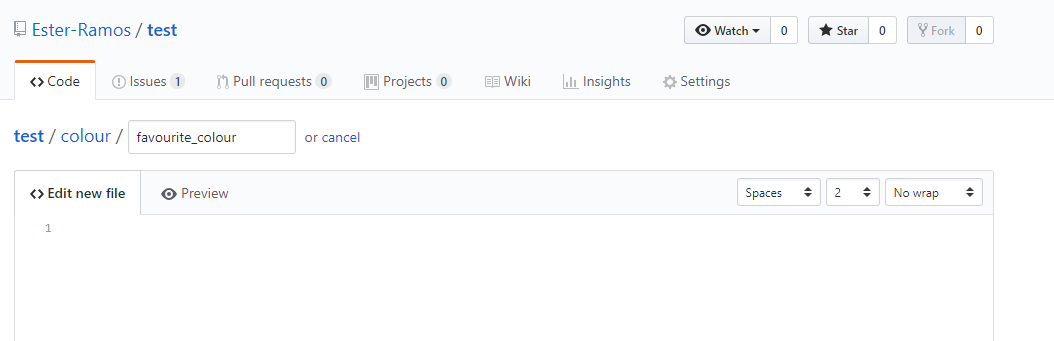 Ester-Ramos / test
Watch 0 Star 0 Fork 0
Code Issues 1 Pull requests 0 Projects 0 Wiki Insights Settings
test / colour / favourite_colour or cancel
Edit new file Preview Spaces 2 No wrap
1